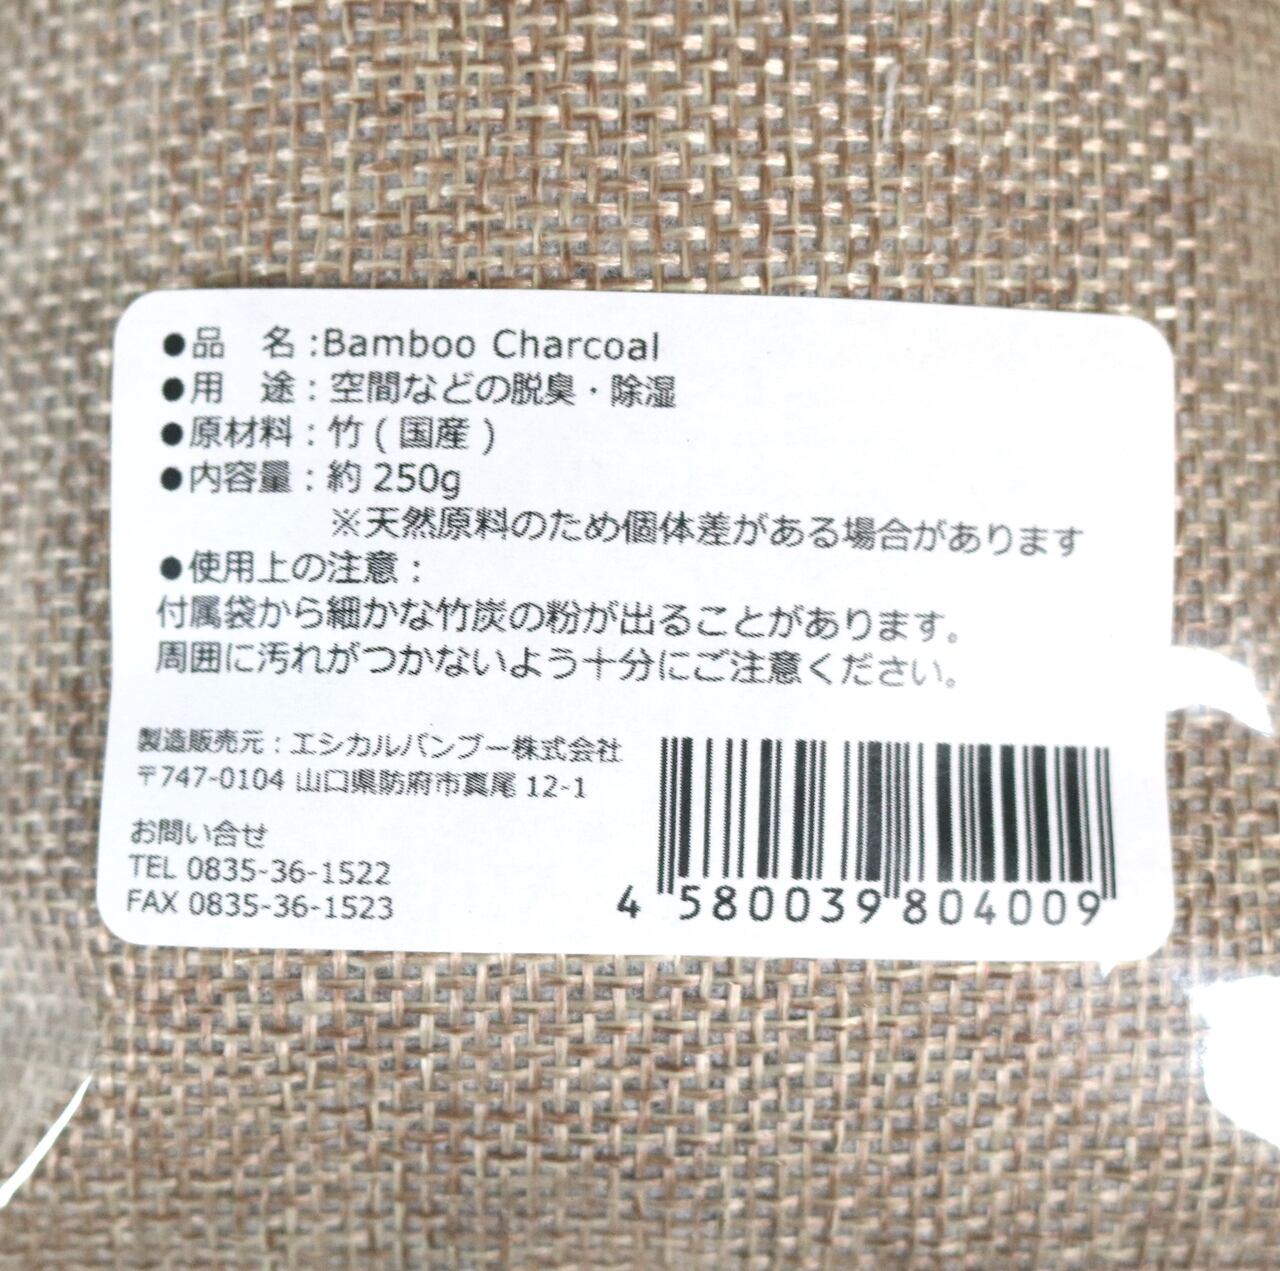 ●品　名:Bamboo Charcoal
●用　途：空間などの脱臭・除湿
●原材料：竹 ( 国産 )
●内容量：約 250g
※天然原料のため個体差がある場合があります
●使用上の注意：
付属袋から細かな竹炭の粉が出ることがあります。
周囲に汚れがつかないよう十分にご注意ください。
製造販売元：エシカルバンブー株式会社
〒747-0104 山口県防府市真尾 12-1
お問い合せ
TEL 0835-36-1522
FAX 0835-36-1523
4 580039 804009